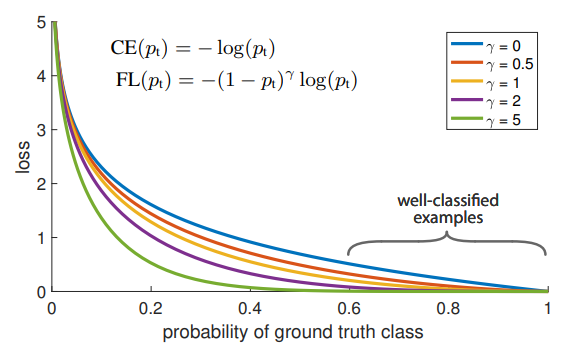 CE(pt) = − log(pt)
FL(pt) = −(1 − pt)^γ log(pt)
γ = 0
γ = 0.5
γ = 1
γ = 2
γ = 5
well-classified
examples
5
4
3
2
1
0
loss
0
0.2
0.4
0.6
0.8
1
probability of ground truth class